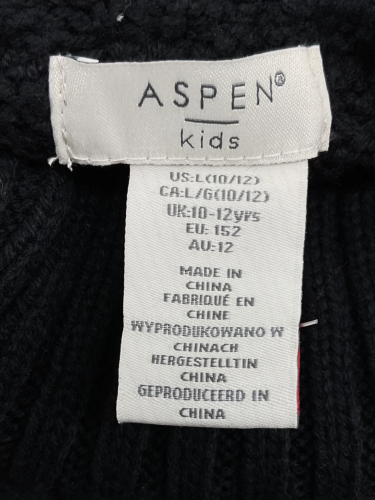 ASPEN®
kids
US:L(10/12)
CA:L/G(10/12)
UK:10-12yrs
EU: 152
AU:12
MADE IN
CHINA
FABRIQUÉ EN
CHINE
WYPRODUKOWANO W
CHINACH
HERGESTELLTIN
CHINA
GEPRODUCEERD IN
CHINA